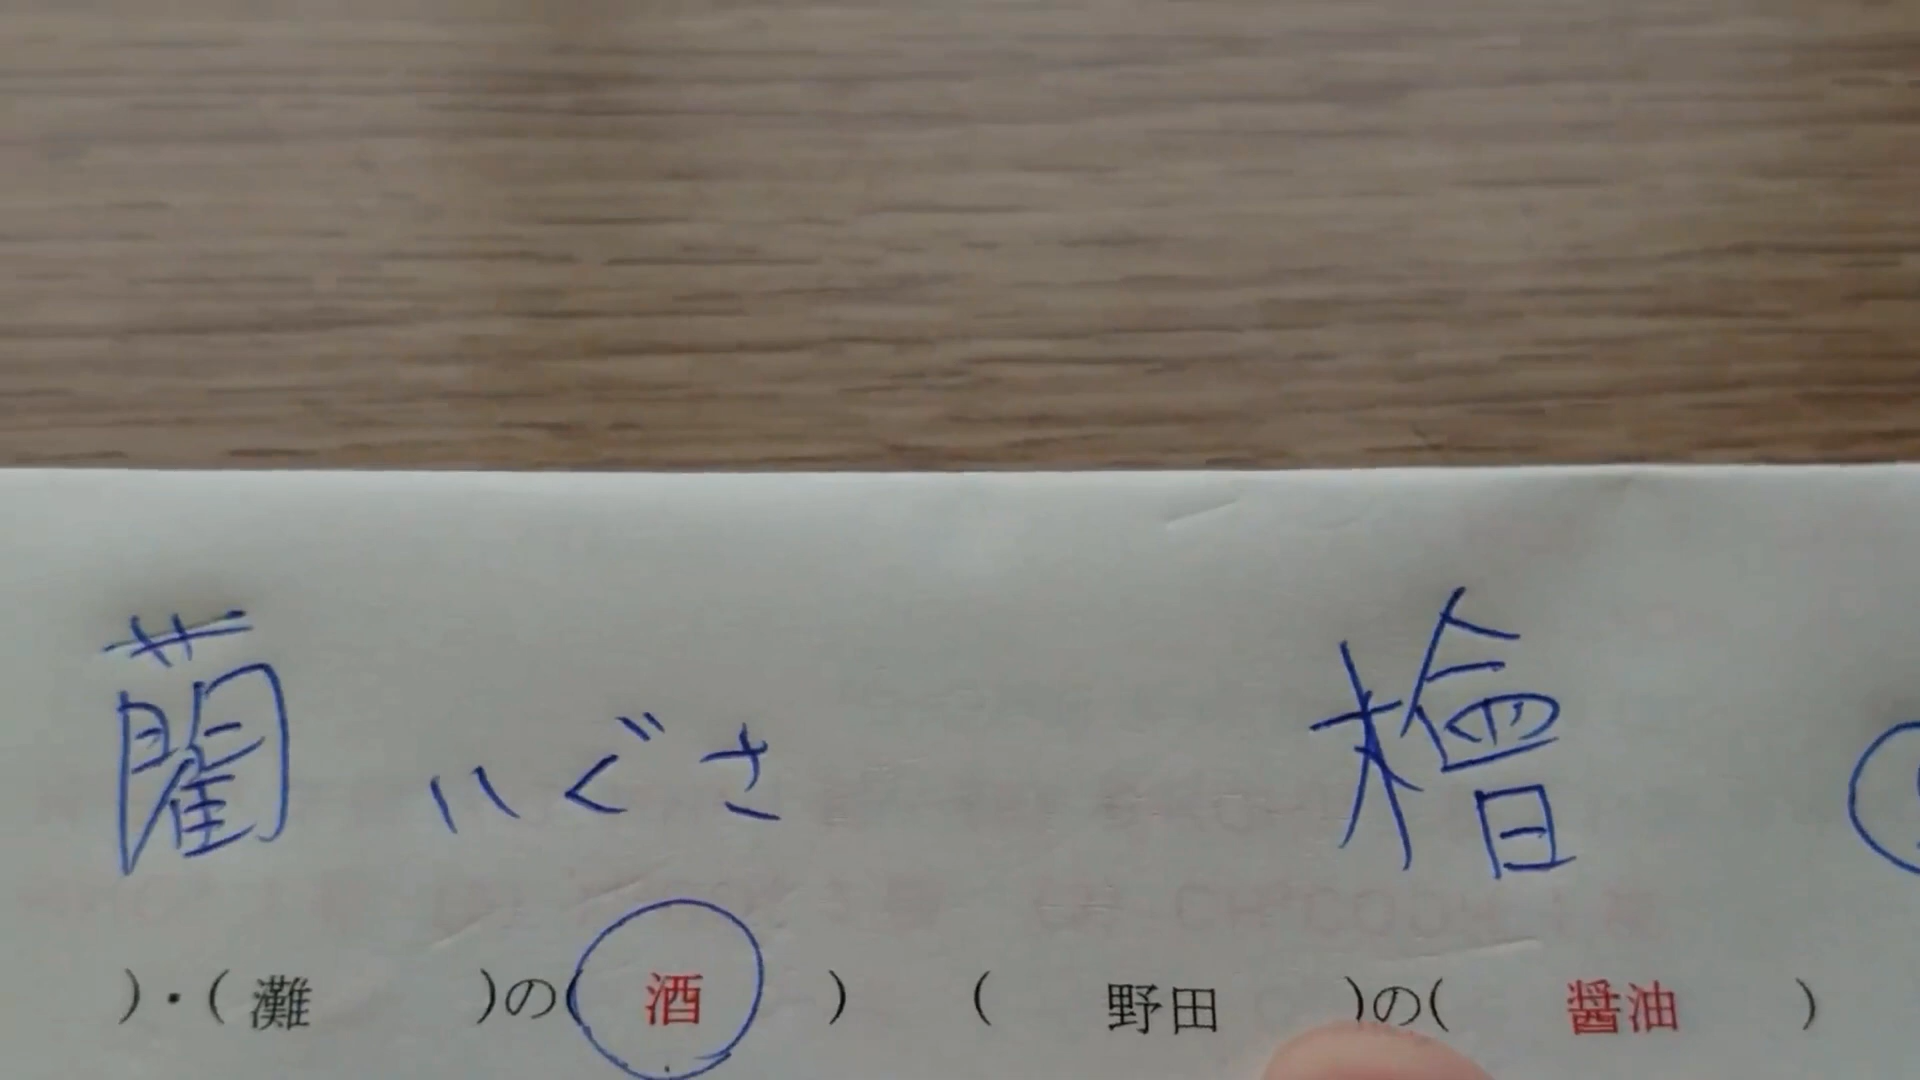 藺 いぐさ 檜
)・( 灘 )の( 酒 ) ( 野田 )の( 醤油 )